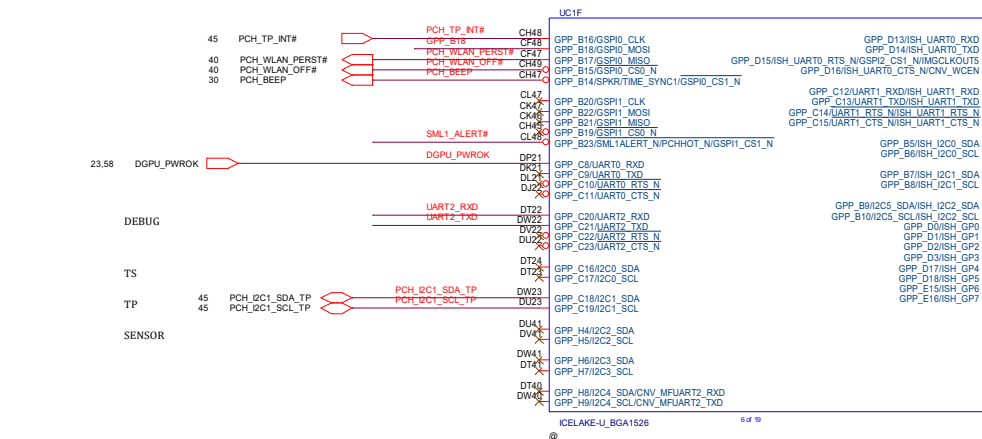 UC1F
45 PCH_TP_INT# PCH_TP_INT# CH48 GPP_B16/GSPI0_CLK GPP_D13/ISH_UART0_RXD
GPP_B18 CF48 GPP_B18/GSPI0_MOSI GPP_D14/ISH_UART0_TXD
40 PCH_WLAN_PERST# PCH_WLAN_PERST# CF47 GPP_B17/GSPI0_MISO GPP_D15/ISH_UART0_RTS_N/GSPI2_CS1_N/IMGCLKOUT5
40 PCH_WLAN_OFF# PCH_WLAN_OFF# CH49 GPP_B15/GSPI0_CS0_N GPP_D16/ISH_UART0_CTS_N/CNV_WCEN
30 PCH_BEEP PCH_BEEP CH47 GPP_B14/SPKR/TIME_SYNC1/GSPI0_CS1_N
GPP_C12/UART1_RXD/ISH_UART1_RXD
CL47 GPP_B20/GSPI1_CLK GPP_C13/UART1_TXD/ISH_UART1_TXD
CK47 GPP_B22/GSPI1_MOSI GPP_C14/UART1_RTS_N/ISH_UART1_RTS_N
CK46 GPP_B21/GSPI1_MISO GPP_C15/UART1_CTS_N/ISH_UART1_CTS_N
CH45 GPP_B19/GSPI1_CS0_N
SML1_ALERT# CL48 GPP_B23/SML1ALERT_N/PCHHOT_N/GSPI1_CS1_N GPP_B5/ISH_I2C0_SDA
GPP_B6/ISH_I2C0_SCL
23,58 DGPU_PWROK DGPU_PWROK DP21 GPP_C8/UART0_RXD
DK21 GPP_C9/UART0_TXD GPP_B7/ISH_I2C1_SDA
DL21 GPP_C10/UART0_RTS_N GPP_B8/ISH_I2C1_SCL
DJ22 GPP_C11/UART0_CTS_N
GPP_B9/I2C5_SDA/ISH_I2C2_SDA
DEBUG UART2_RXD DT22 GPP_C20/UART2_RXD GPP_B10/I2C5_SCL/ISH_I2C2_SCL
UART2_TXD DW22 GPP_C21/UART2_TXD GPP_D0/ISH_GP0
DV22 GPP_C22/UART2_RTS_N GPP_D1/ISH_GP1
DU22 GPP_C23/UART2_CTS_N GPP_D2/ISH_GP2
GPP_D3/ISH_GP3
TS DT24 GPP_C16/I2C0_SDA GPP_D17/ISH_GP4
DT23 GPP_C17/I2C0_SCL GPP_D18/ISH_GP5
GPP_E15/ISH_GP6
TP 45 PCH_I2C1_SDA_TP PCH_I2C1_SDA_TP DW23 GPP_C18/I2C1_SDA GPP_E16/ISH_GP7
45 PCH_I2C1_SCL_TP PCH_I2C1_SCL_TP DU23 GPP_C19/I2C1_SCL
SENSOR DU41 GPP_H4/I2C2_SDA
DV41 GPP_H5/I2C2_SCL
DW41 GPP_H6/I2C3_SDA
DT41 GPP_H7/I2C3_SCL
DT40 GPP_H8/I2C4_SDA/CNV_MFUART2_RXD
DW40 GPP_H9/I2C4_SCL/CNV_MFUART2_TXD
ICELAKE-U_BGA1526 6 of 19
@